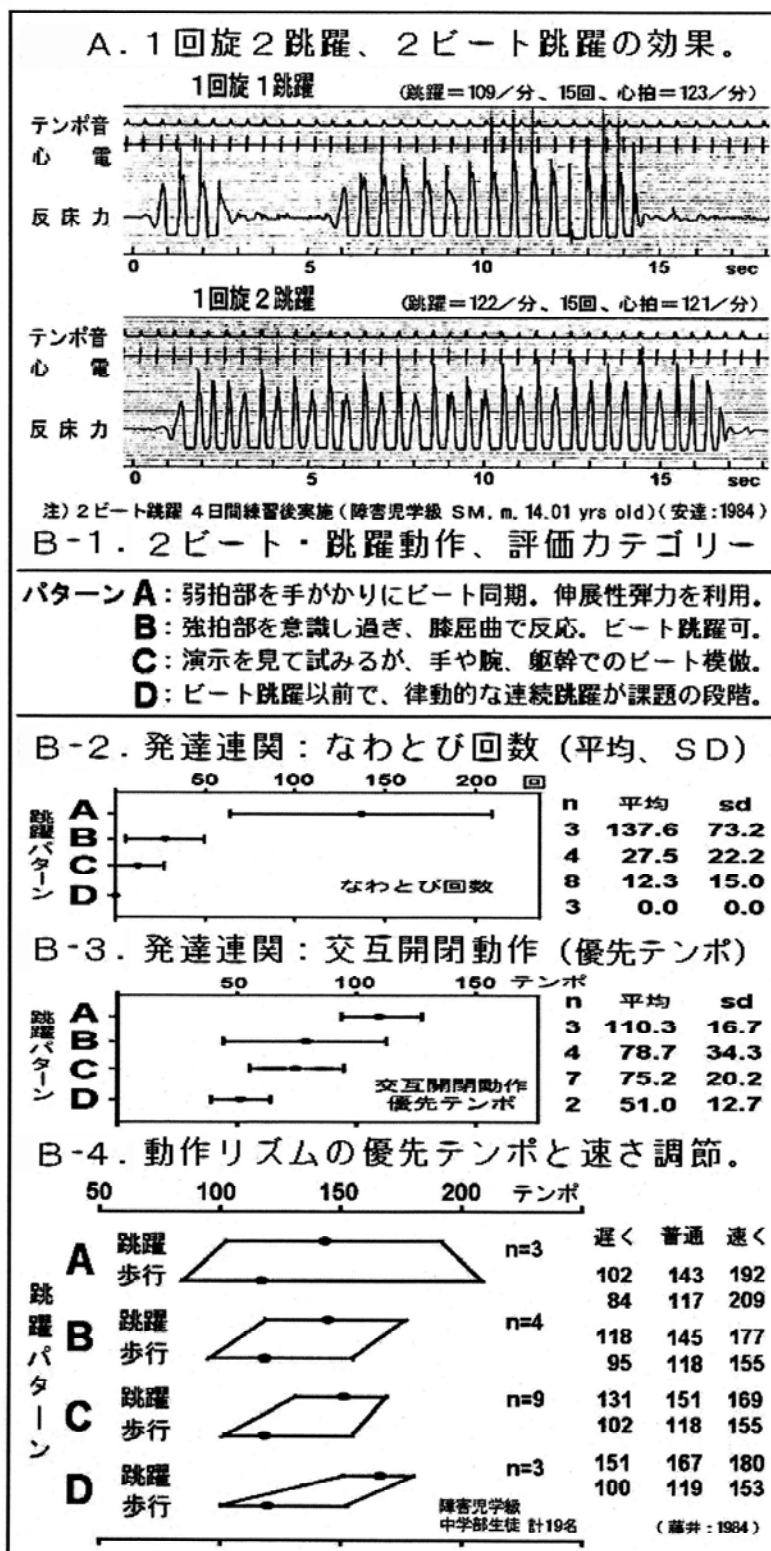 A．1回旋2跳躍、2ビート跳躍の効果。
1回旋1跳躍 (跳躍＝109/分、15回、心拍＝123/分)
テンポ音
心電
反床力
0 5 10 15 sec
1回旋2跳躍 (跳躍＝122/分、15回、心拍＝121/分)
テンポ音
心電
反床力
0 5 10 15 sec
注）2ビート跳躍 4日間練習後実施（障害児学級 SM. m. 14.01 yrs old）（安達：1984）
B-1．2ビート・跳躍動作、評価カテゴリー
パターン A：弱拍部を手がかりにビート同期。伸展性弾力を利用。
B：強拍部を意識し過ぎ、膝屈曲で反応。ビート跳躍可。
C：演示を見て試みるが、手や腕、躯幹でのビート模倣。
D：ビート跳躍以前で、律動的な連続跳躍が課題の段階。
B-2．発達連関：なわとび回数（平均、SD）
50 100 150 200 回
跳躍パターン
A
B
C
D
なわとび回数
n 平均 sd
3 137.6 73.2
4 27.5 22.2
8 12.3 15.0
3 0.0 0.0
B-3．発達連関：交互開閉動作（優先テンポ）
50 100 150 テンポ
跳躍パターン
A
B
C
D
交互開閉動作
優先テンポ
n 平均 sd
3 110.3 16.7
4 78.7 34.3
7 75.2 20.2
2 51.0 12.7
B-4．動作リズムの優先テンポと速さ調節。
50 100 150 200 テンポ
遅く 普通 速く
跳躍パターン
A 跳躍 n=3 102 143 192
歩行 84 117 209
B 跳躍 n=4 118 145 177
歩行 95 118 155
C 跳躍 n=9 131 151 169
歩行 102 118 155
D 跳躍 n=3 151 167 180
歩行 100 119 153
障害児学級
中学部生徒 計19名
（藤井：1984）